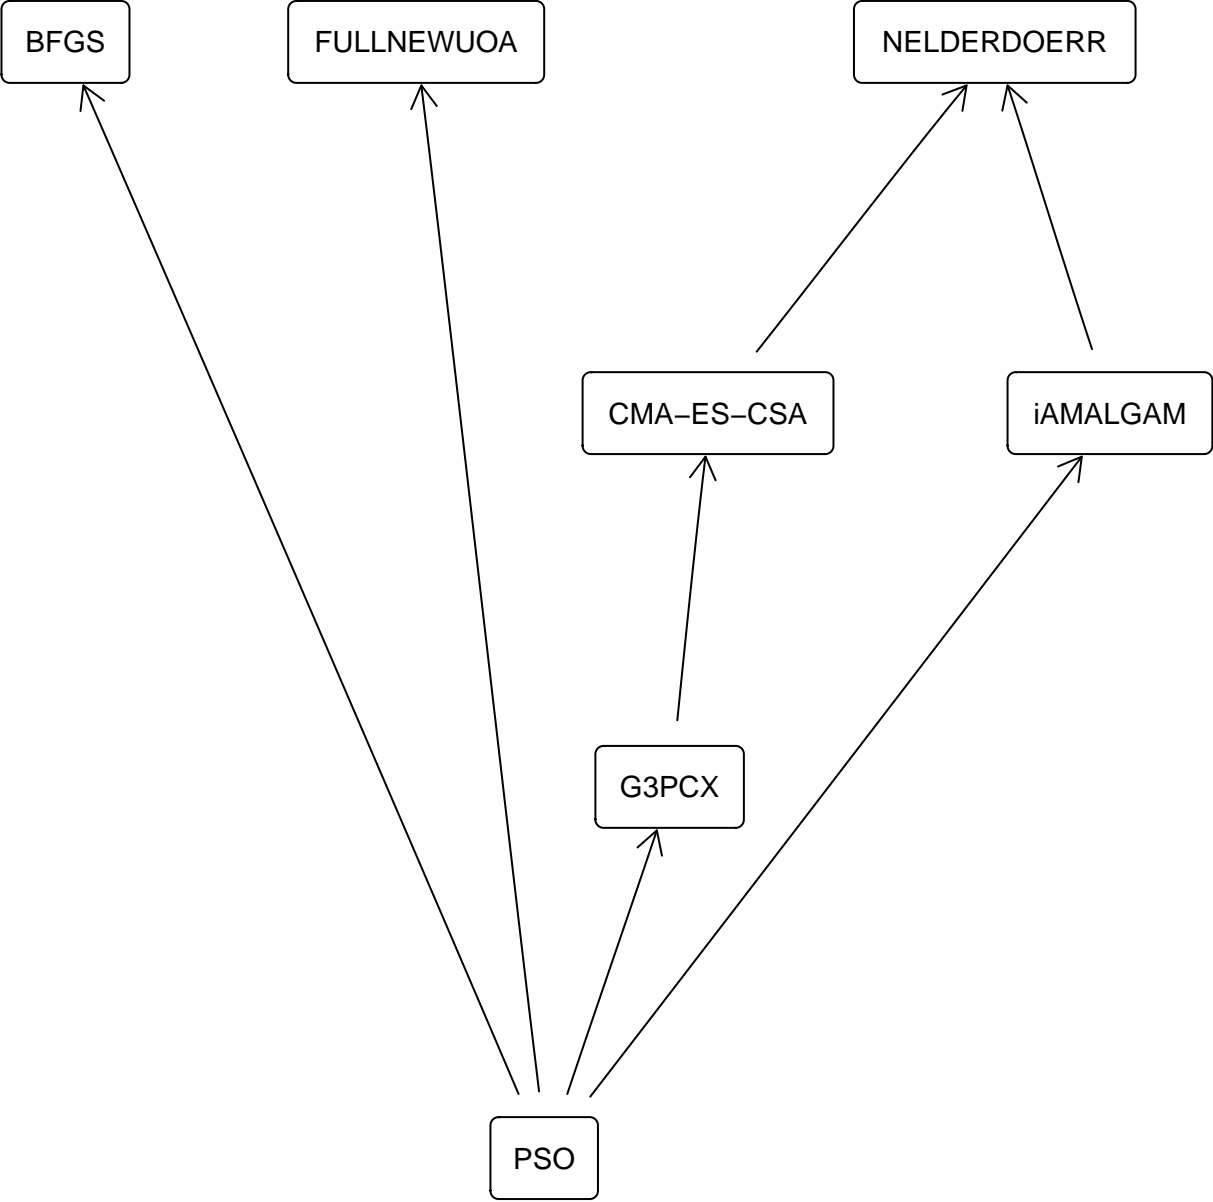 BFGS
FULLNEWUOA
NELDERDOERR
CMA−ES−CSA
iAMALGAM
G3PCX
PSO